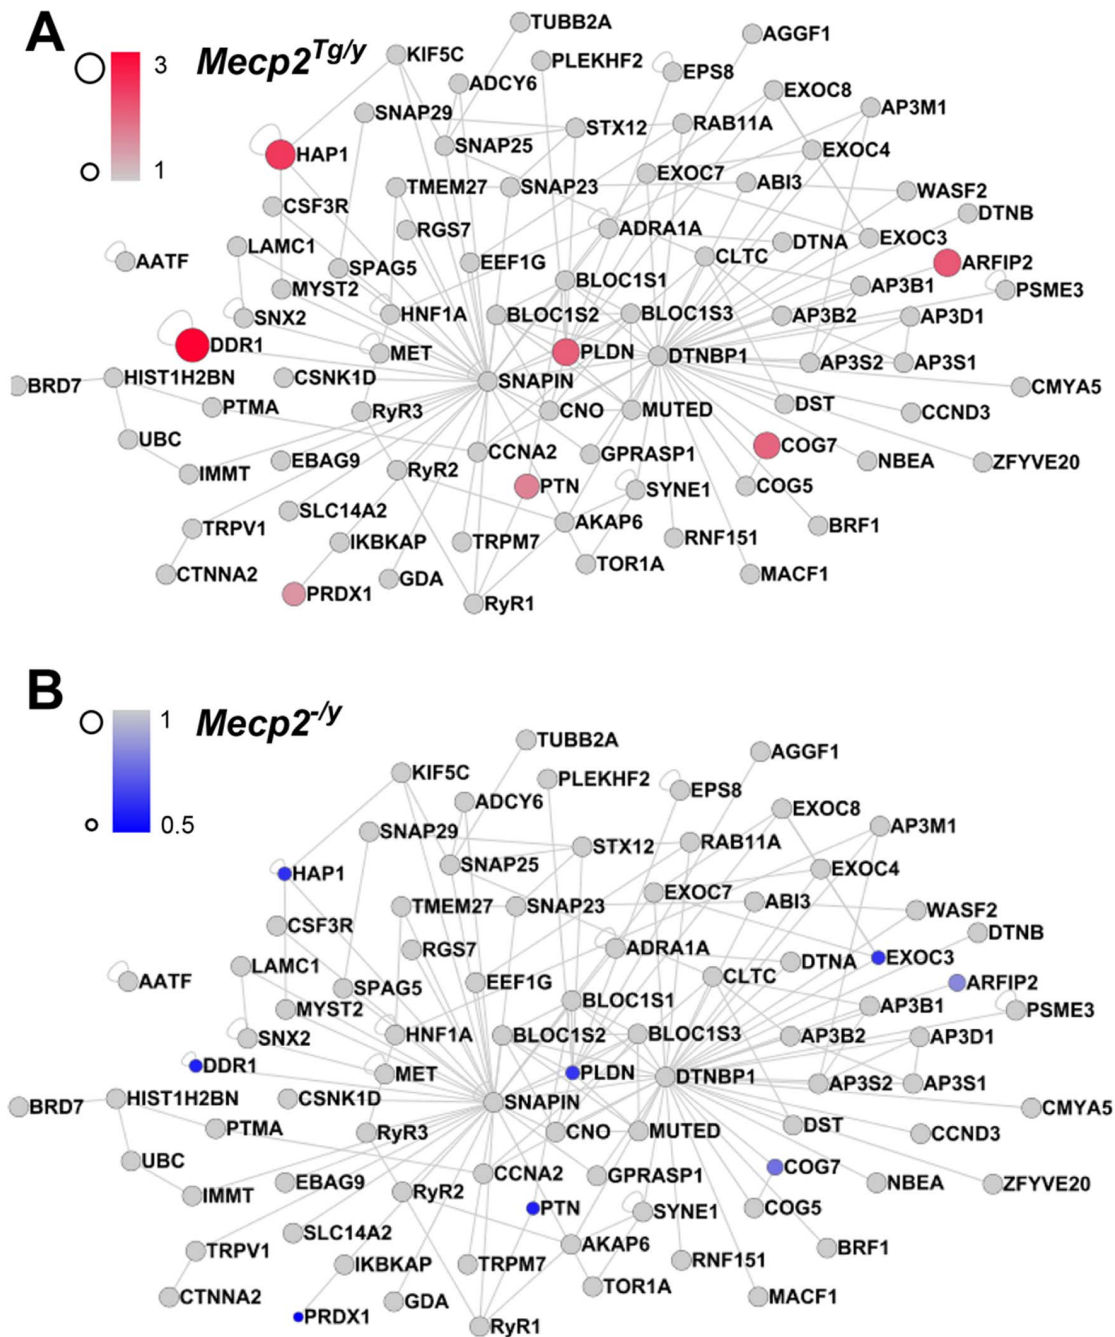 A
Mecp2Tg/y
3
1
TUBB2A
AGGF1
KIF5C
PLEKHF2
EPS8
ADCY6
EXOC8
SNAP29
STX12
RAB11A
AP3M1
HAP1
SNAP25
EXOC4
TMEM27
SNAP23
EXOC7
ABI3
WASF2
CSF3R
DTNB
RGS7
ADRA1A
LAMC1
DTNA
EXOC3
AATF
SPAG5
EEF1G
CLTC
ARFIP2
MYST2
BLOC1S1
AP3B1
PSME3
SNX2
HNF1A
BLOC1S2
BLOC1S3
AP3B2
AP3D1
DDR1
MET
PLDN
DTNBP1
AP3S2
AP3S1
BRD7
HIST1H2BN
CSNK1D
SNAPIN
CMYA5
PTMA
RyR3
CNO
MUTED
DST
CCND3
UBC
COG7
EBAG9
CCNA2
GPRASP1
NBEA
ZFYVE20
IMMT
RyR2
PTN
SYNE1
COG5
SLC14A2
TRPV1
AKAP6
BRF1
IKBKAP
TRPM7
RNF151
CTNNA2
GDA
TOR1A
MACF1
PRDX1
RyR1
B
Mecp2-/y
1
0.5
TUBB2A
AGGF1
KIF5C
PLEKHF2
EPS8
ADCY6
EXOC8
SNAP29
STX12
RAB11A
AP3M1
HAP1
SNAP25
EXOC4
TMEM27
SNAP23
EXOC7
ABI3
WASF2
CSF3R
DTNB
RGS7
ADRA1A
LAMC1
DTNA
EXOC3
AATF
SPAG5
EEF1G
CLTC
ARFIP2
MYST2
BLOC1S1
AP3B1
PSME3
SNX2
HNF1A
BLOC1S2
BLOC1S3
AP3B2
AP3D1
DDR1
MET
PLDN
DTNBP1
AP3S2
AP3S1
BRD7
HIST1H2BN
CSNK1D
SNAPIN
CMYA5
PTMA
RyR3
CNO
MUTED
DST
CCND3
UBC
COG7
EBAG9
CCNA2
GPRASP1
NBEA
ZFYVE20
IMMT
RyR2
PTN
SYNE1
COG5
SLC14A2
TRPV1
AKAP6
BRF1
IKBKAP
TRPM7
RNF151
CTNNA2
GDA
TOR1A
MACF1
PRDX1
RyR1